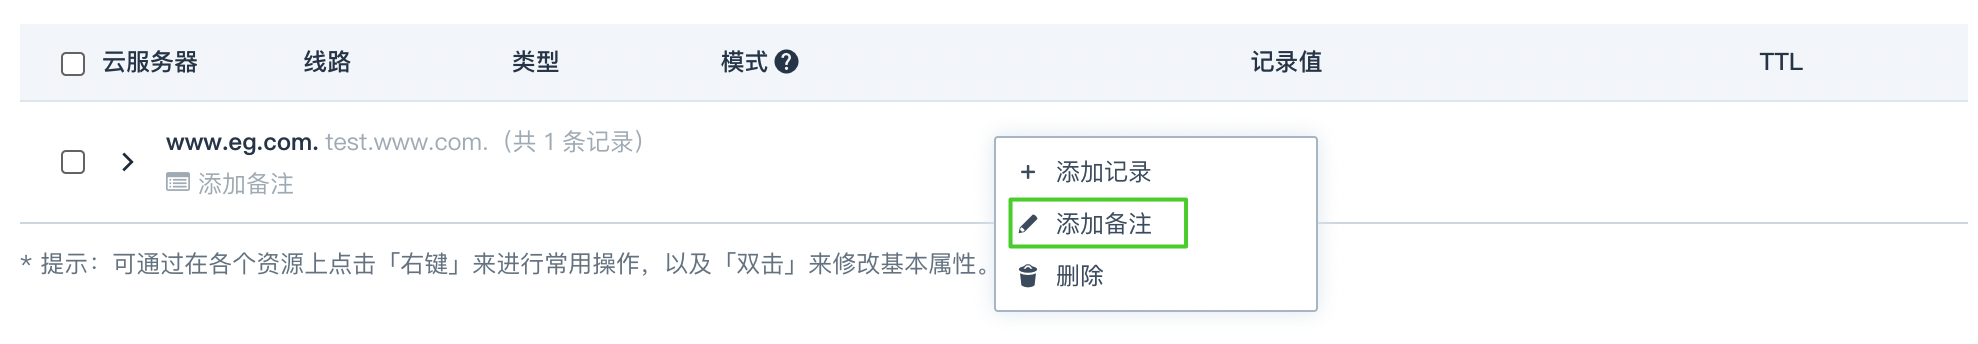 云服务器 线路 类型 模式 ? 记录值 TTL
www.eg.com. test.www.com.（共 1 条记录）
添加备注
+ 添加记录
添加备注
删除
* 提示：可通过在各个资源上点击「右键」来进行常用操作，以及「双击」来修改基本属性。